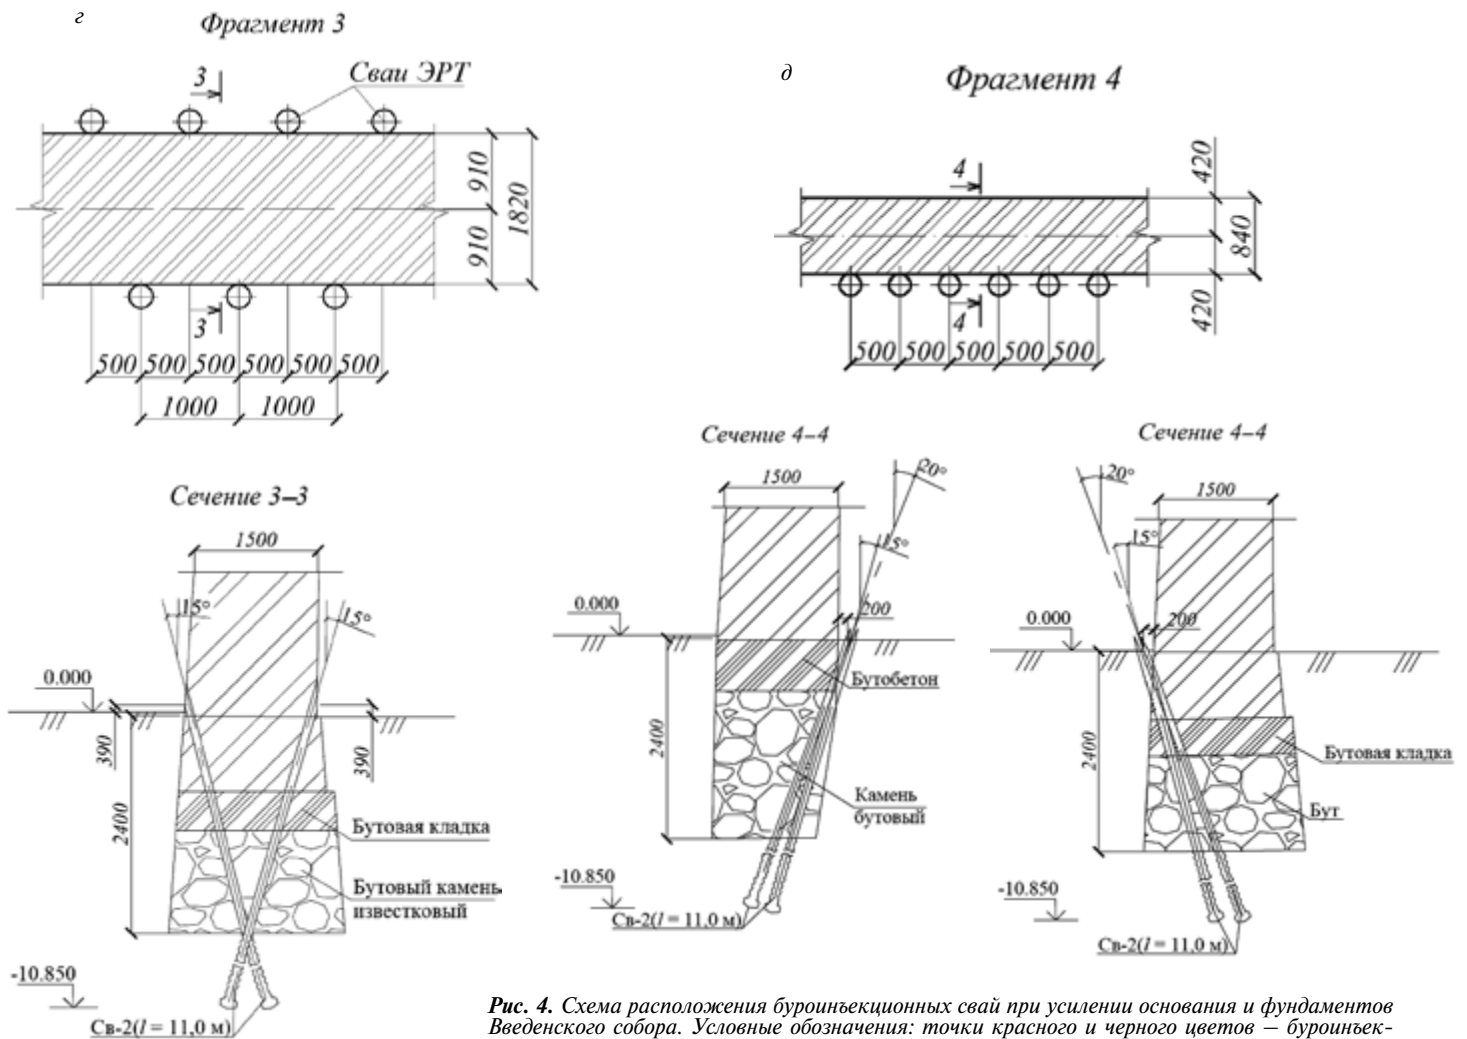 г
Фрагмент 3
3
Сваи ЭРТ
910
910
1820
3
500 500 500 500 500 500
1000 1000
д
Фрагмент 4
4
420
840
420
4
500 500 500 500 500
Сечение 3–3
1500
15°
15°
0.000
390
390
2400
Бутовая кладка
Бутовый камень
известковый
-10.850
Св-2(l = 11,0 м)
Сечение 4–4
1500
20°
15°
0.000
200
Бутобетон
2400
Камень
бутовый
-10.850
Св-2(l = 11,0 м)
Сечение 4–4
20°
1500
15°
0.000
200
2400
Бутовая кладка
Бут
-10.850
Св-2(l = 11,0 м)
Рис. 4. Схема расположения буроинъекционных свай при усилении основания и фундаментов
Введенского собора. Условные обозначения: точки красного и черного цветов — буроинъек-